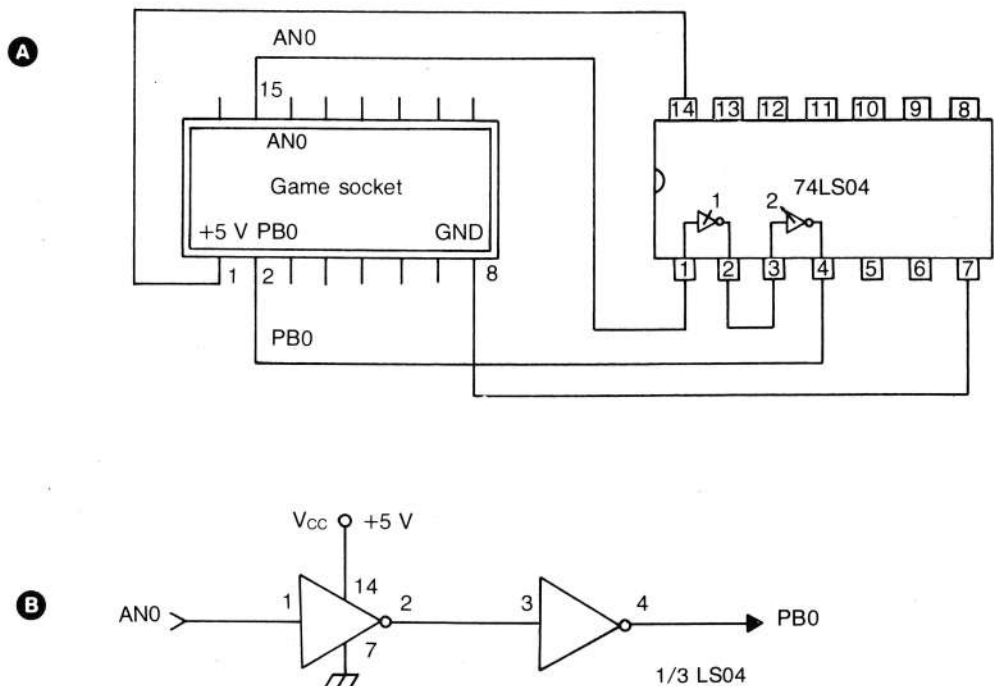 A
AN0
15
14 13 12 11 10 9 8
AN0
Game socket
74LS04
1 2
+5 V PB0 GND
1 2 8
1 2 3 4 5 6 7
PB0
B
VCC +5 V
14
AN0 1 2 3 4 PB0
7
1/3 LS04